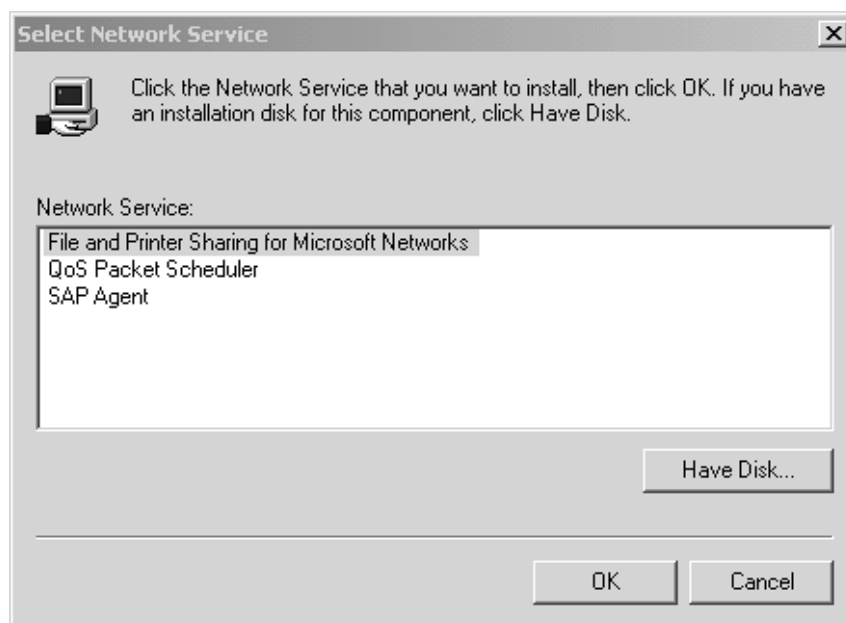 Select Network Service
Click the Network Service that you want to install, then click OK. If you have
an installation disk for this component, click Have Disk.
Network Service:
File and Printer Sharing for Microsoft Networks
QoS Packet Scheduler
SAP Agent
Have Disk...
OK
Cancel